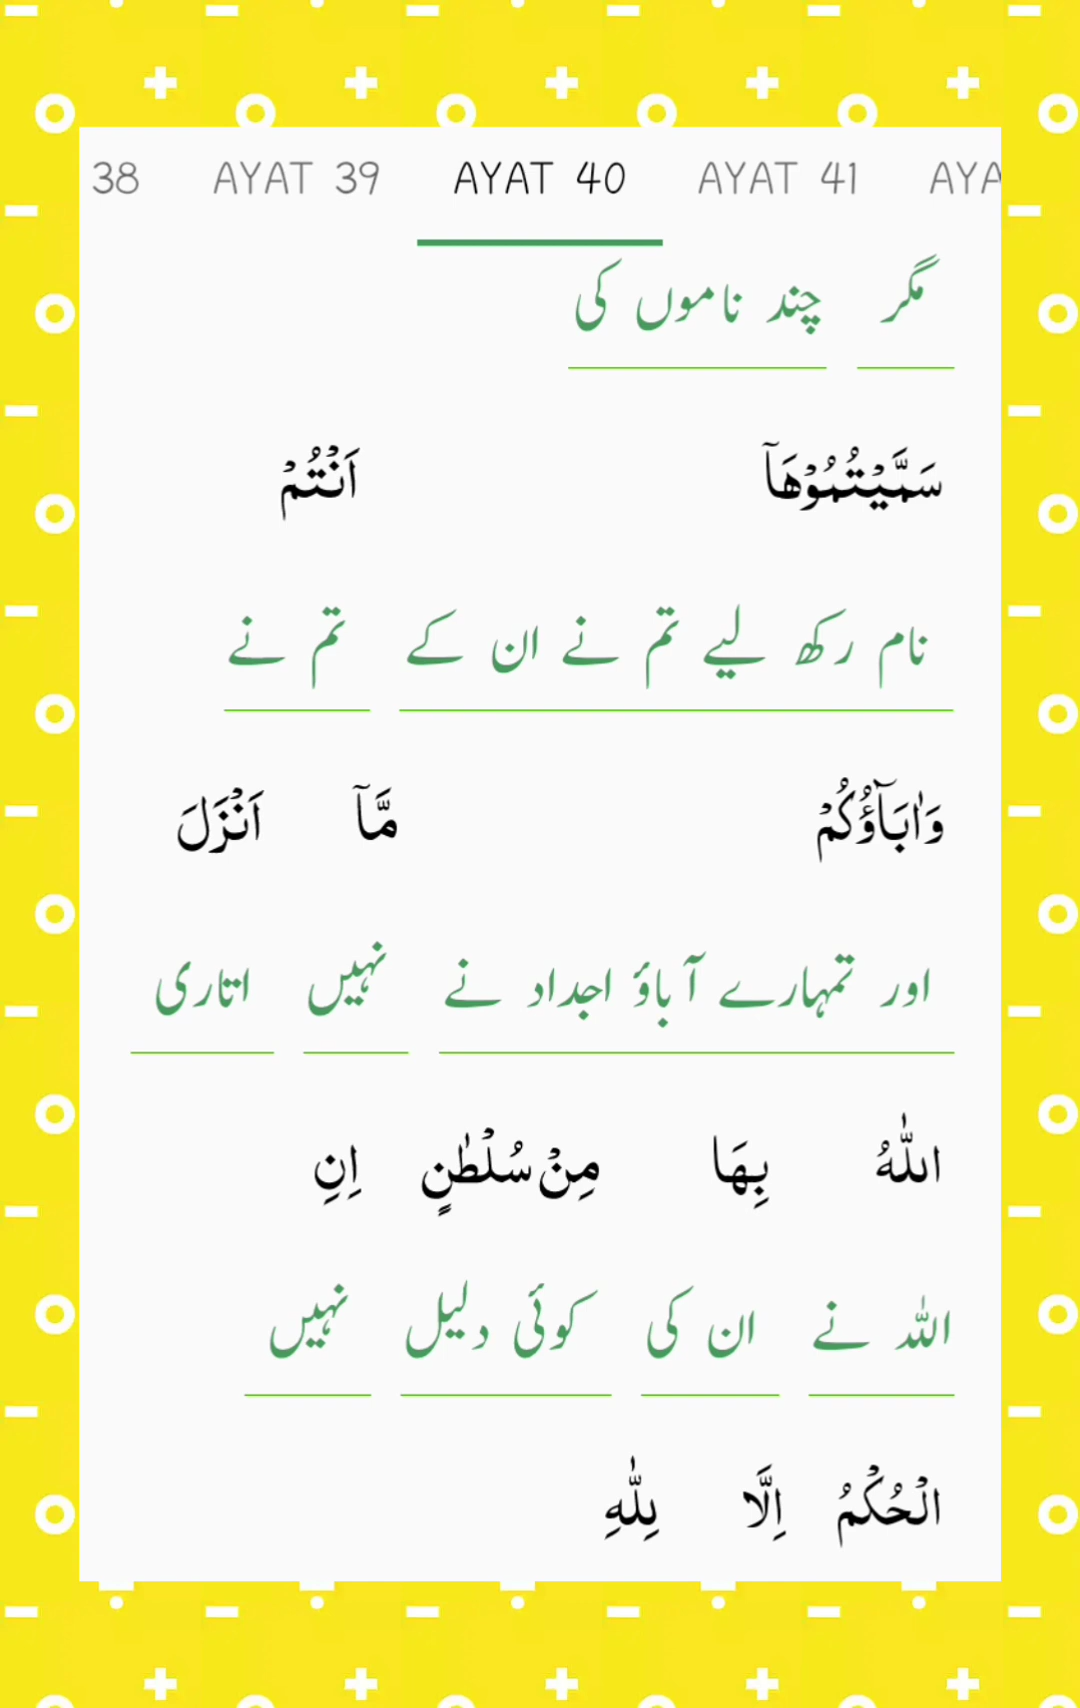 38 AYAT 39 AYAT 40 AYAT 41 AYA
مگر چند ناموں کی
سَمَّيْتُمُوْهَآ اَنْتُمْ
نام رکھ لیے تم نے ان کے تم نے
وَاٰبَآؤُكُمْ مَّآ اَنْزَلَ
اور تمہارے آباؤ اجداد نے نہیں اتاری
اللّٰهُ بِهَا مِنْ سُلْطٰنٍ اِنِ
اللہ نے ان کی کوئی دلیل نہیں
الْحُكْمُ اِلَّا لِلّٰهِ